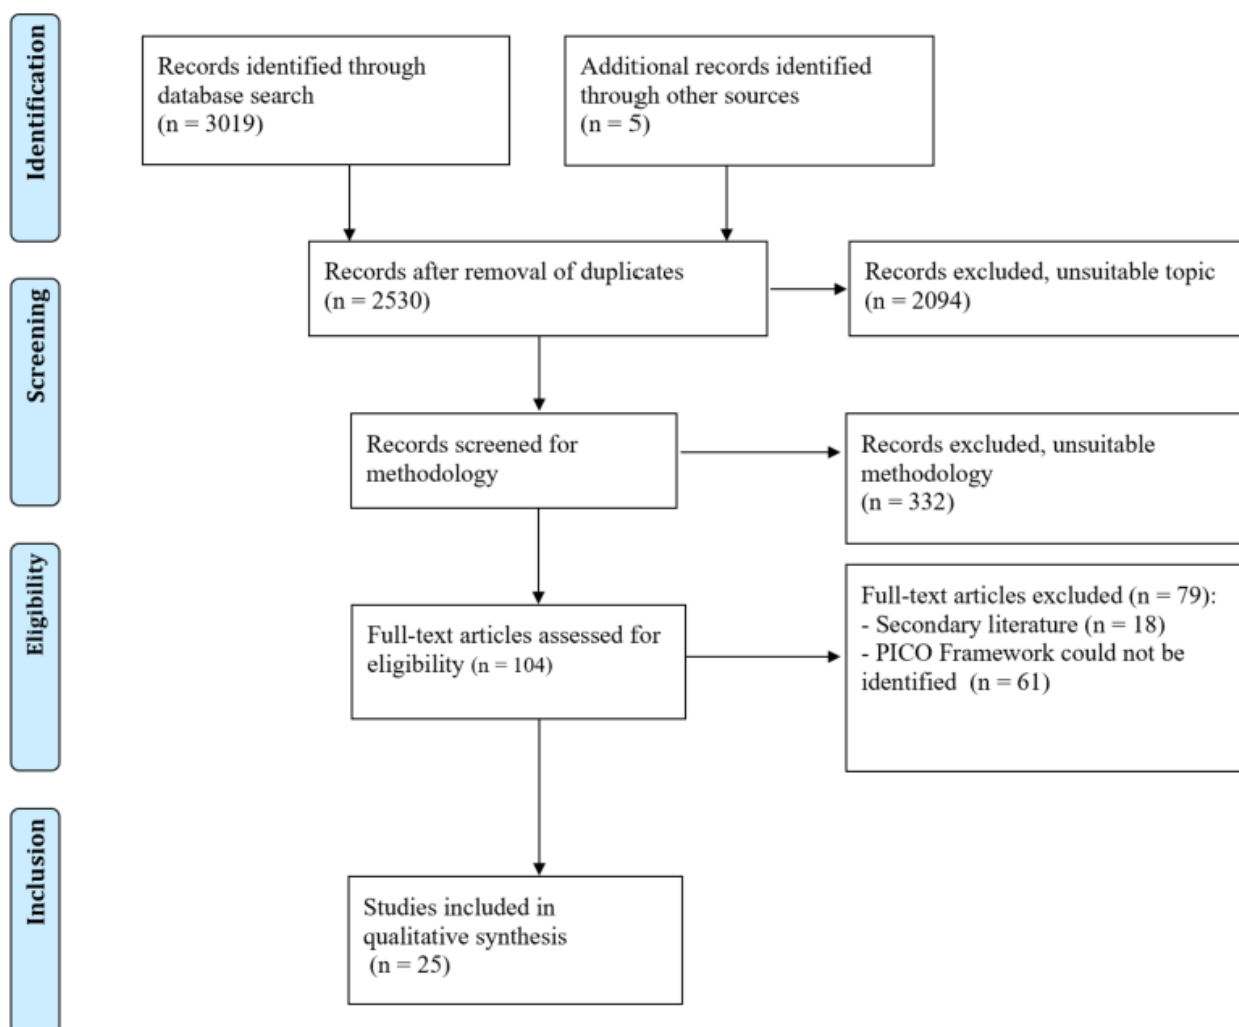 Identification
Records identified through
database search
(n = 3019)
Additional records identified
through other sources
(n = 5)
Records after removal of duplicates
(n = 2530)
Records excluded, unsuitable topic
(n = 2094)
Screening
Records screened for
methodology
Records excluded, unsuitable
methodology
(n = 332)
Eligibility
Full-text articles assessed for
eligibility (n = 104)
Full-text articles excluded (n = 79):
- Secondary literature (n = 18)
- PICO Framework could not be
identified (n = 61)
Inclusion
Studies included in
qualitative synthesis
(n = 25)